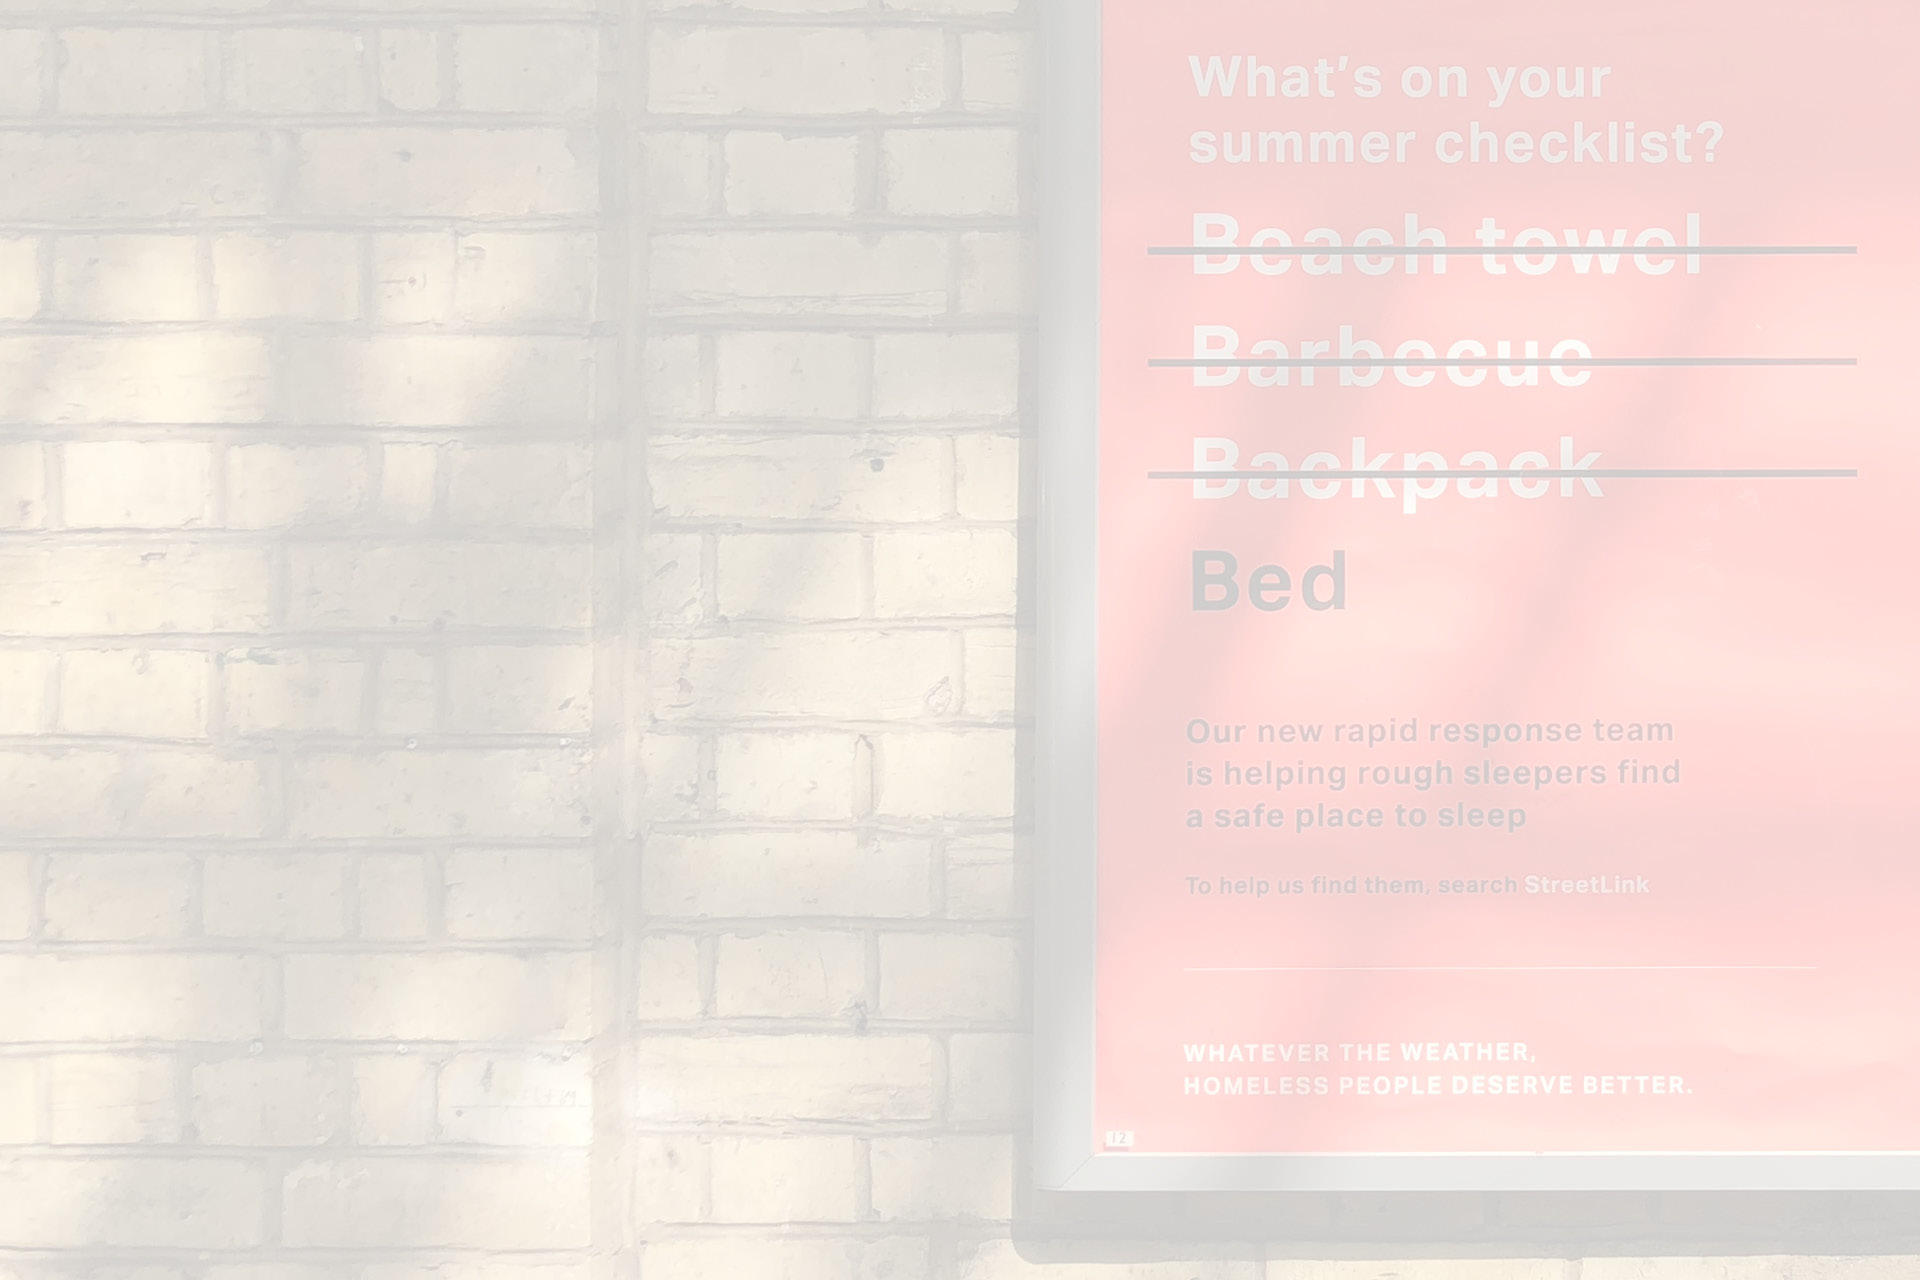 What's on your
summer checklist?
Beach towel
Barbecue
Backpack
Bed
Our new rapid response team
is helping rough sleepers find
a safe place to sleep
To help us find them, search StreetLink
WHATEVER THE WEATHER,
HOMELESS PEOPLE DESERVE BETTER.
12